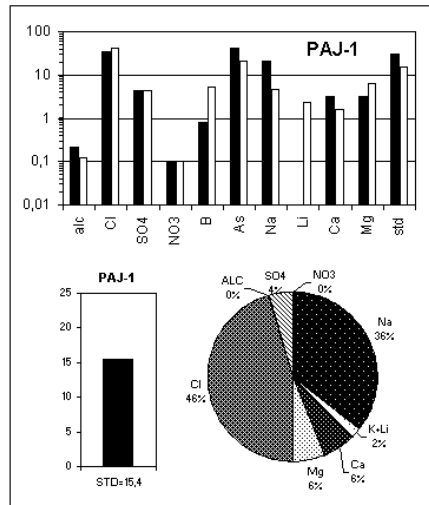 PAJ-1
100
10
1
0,1
0,01
alc
Cl
SO4
NO3
B
As
Na
Li
Ca
Mg
std
PAJ-1
25
20
15
10
5
0
STD=15,4
ALC
0%
SO4
4%
NO3
0%
Na
36%
K+Li
2%
Ca
6%
Mg
6%
Cl
46%